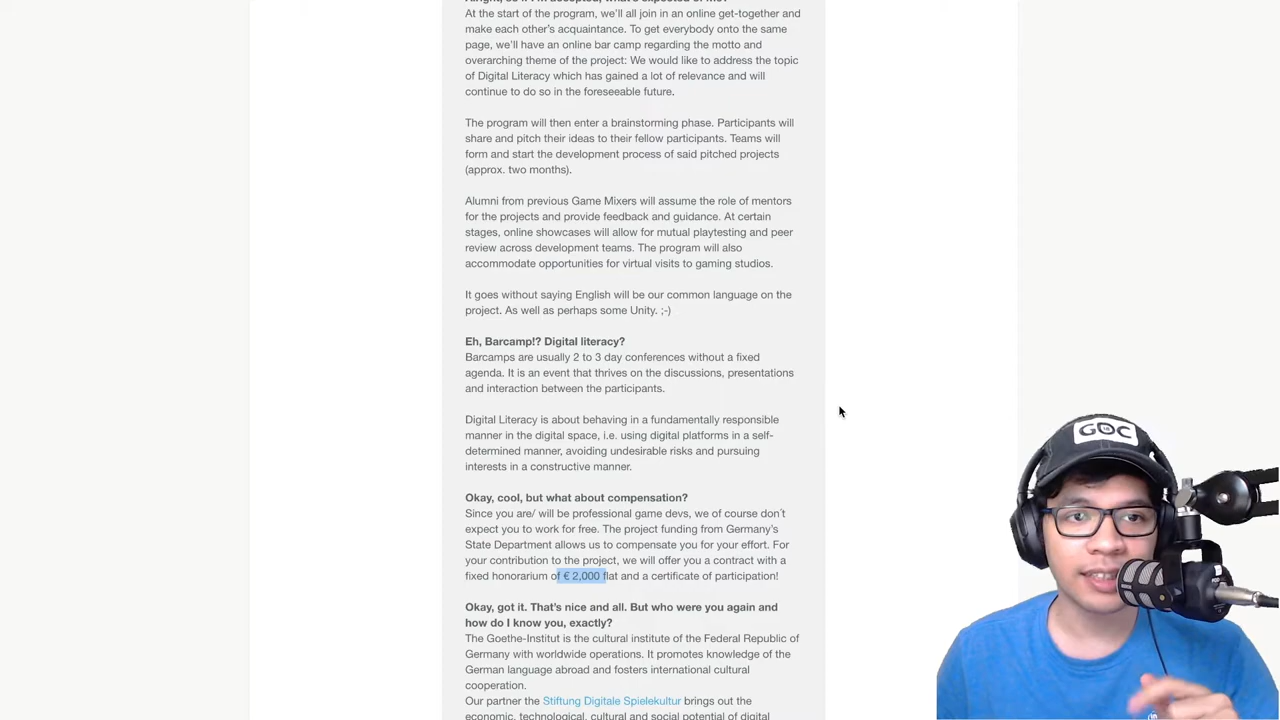 At the start of the program, we'll all join in an online get-together and
make each other's acquaintance. To get everybody onto the same
page, we'll have an online bar camp regarding the motto and
overarching theme of the project: We would like to address the topic
of Digital Literacy which has gained a lot of relevance and will
continue to do so in the foreseeable future.
The program will then enter a brainstorming phase. Participants will
share and pitch their ideas to their fellow participants. Teams will
form and start the development process of said pitched projects
(approx. two months).
Alumni from previous Game Mixers will assume the role of mentors
for the projects and provide feedback and guidance. At certain
stages, online showcases will allow for mutual playtesting and peer
review across development teams. The program will also
accommodate opportunities for virtual visits to gaming studios.
It goes without saying English will be our common language on the
project. As well as perhaps some Unity. ;-)
Eh, Barcamp!? Digital literacy?
Barcamps are usually 2 to 3 day conferences without a fixed
agenda. It is an event that thrives on the discussions, presentations
and interaction between the participants.
Digital Literacy is about behaving in a fundamentally responsible
manner in the digital space, i.e. using digital platforms in a self-
determined manner, avoiding undesirable risks and pursuing
interests in a constructive manner.
Okay, cool, but what about compensation?
Since you are/ will be professional game devs, we of course don´t
expect you to work for free. The project funding from Germany's
State Department allows us to compensate you for your effort. For
your contribution to the project, we will offer you a contract with a
fixed honorarium of € 2,000 flat and a certificate of participation!
Okay, got it. That's nice and all. But who were you again and
how do I know you, exactly?
The Goethe-Institut is the cultural institute of the Federal Republic of
Germany with worldwide operations. It promotes knowledge of the
German language abroad and fosters international cultural
cooperation.
Our partner the Stiftung Digitale Spielekultur brings out the
economic, technological, cultural and social potential of digital
GDC